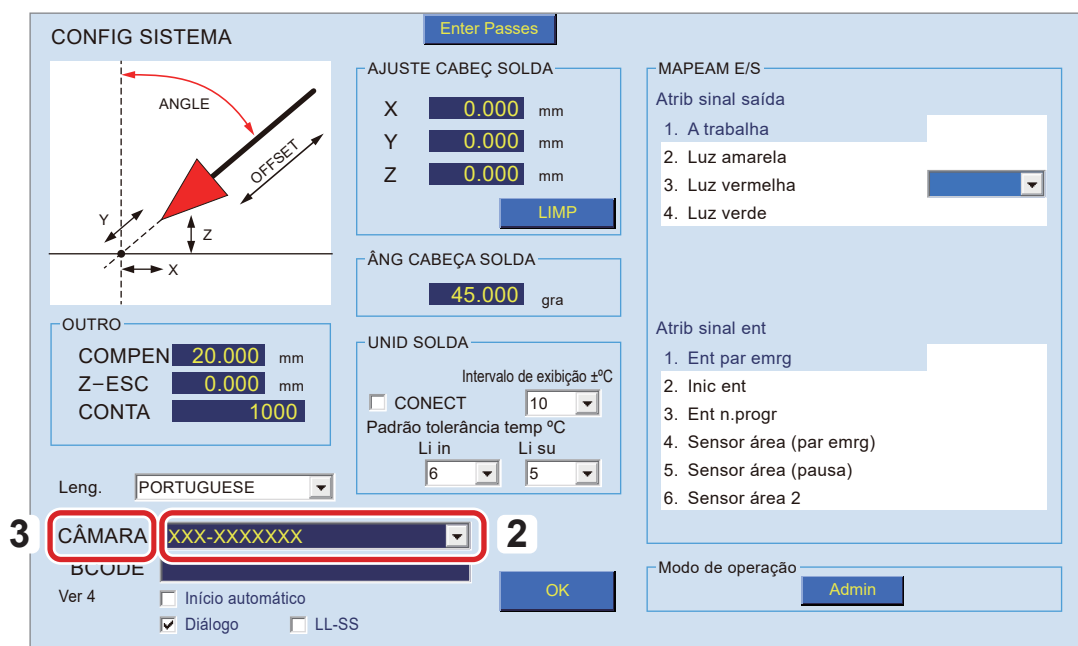 CONFIG SISTEMA
Enter Passes
ANGLE
OFFSET
Y
Z
X
AJUSTE CABEÇ SOLDA
X 0.000 mm
Y 0.000 mm
Z 0.000 mm
LIMP
ÂNG CABEÇA SOLDA
45.000 gra
OUTRO
COMPEN 20.000 mm
Z-ESC 0.000 mm
CONTA 1000
UNID SOLDA
Intervalo de exibição ±ºC
CONECT 10
Padrão tolerância temp ºC
Li in Li su
6 5
Leng. PORTUGUESE
3 CÂMARA XXX-XXXXXXX 2
BCODE
Ver 4 Início automático
Diálogo LL-SS
OK
MAPEAM E/S
Atrib sinal saída
1. A trabalha
2. Luz amarela
3. Luz vermelha
4. Luz verde
Atrib sinal ent
1. Ent par emrg
2. Inic ent
3. Ent n.progr
4. Sensor área (par emrg)
5. Sensor área (pausa)
6. Sensor área 2
Modo de operação
Admin